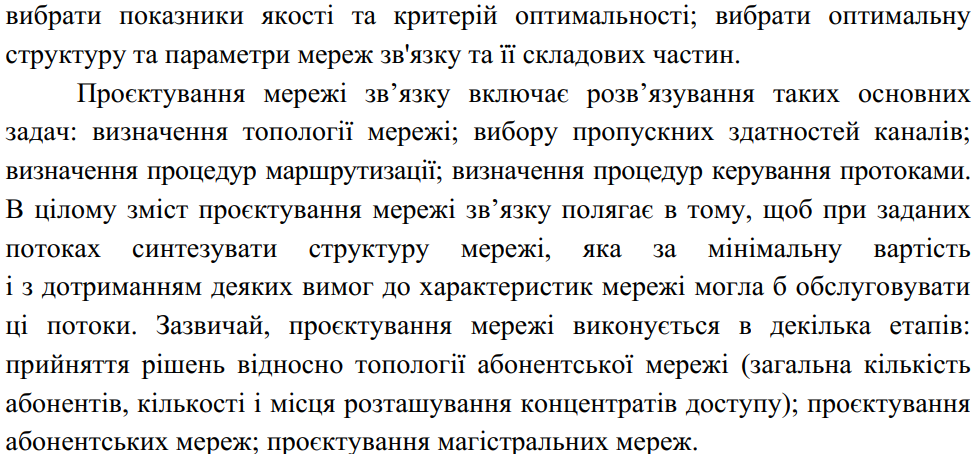 вибрати показники якості та критерій оптимальності; вибрати оптимальну
структуру та параметри мереж зв'язку та її складових частин.
Проєктування мережі зв’язку включає розв’язування таких основних
задач: визначення топології мережі; вибору пропускних здатностей каналів;
визначення процедур маршрутизації; визначення процедур керування протоками.
В цілому зміст проєктування мережі зв’язку полягає в тому, щоб при заданих
потоках синтезувати структуру мережі, яка за мінімальну вартість
і з дотриманням деяких вимог до характеристик мережі могла б обслуговувати
ці потоки. Зазвичай, проєктування мережі виконується в декілька етапів:
прийняття рішень відносно топології абонентської мережі (загальна кількість
абонентів, кількості і місця розташування концентратів доступу); проєктування
абонентських мереж; проєктування магістральних мереж.